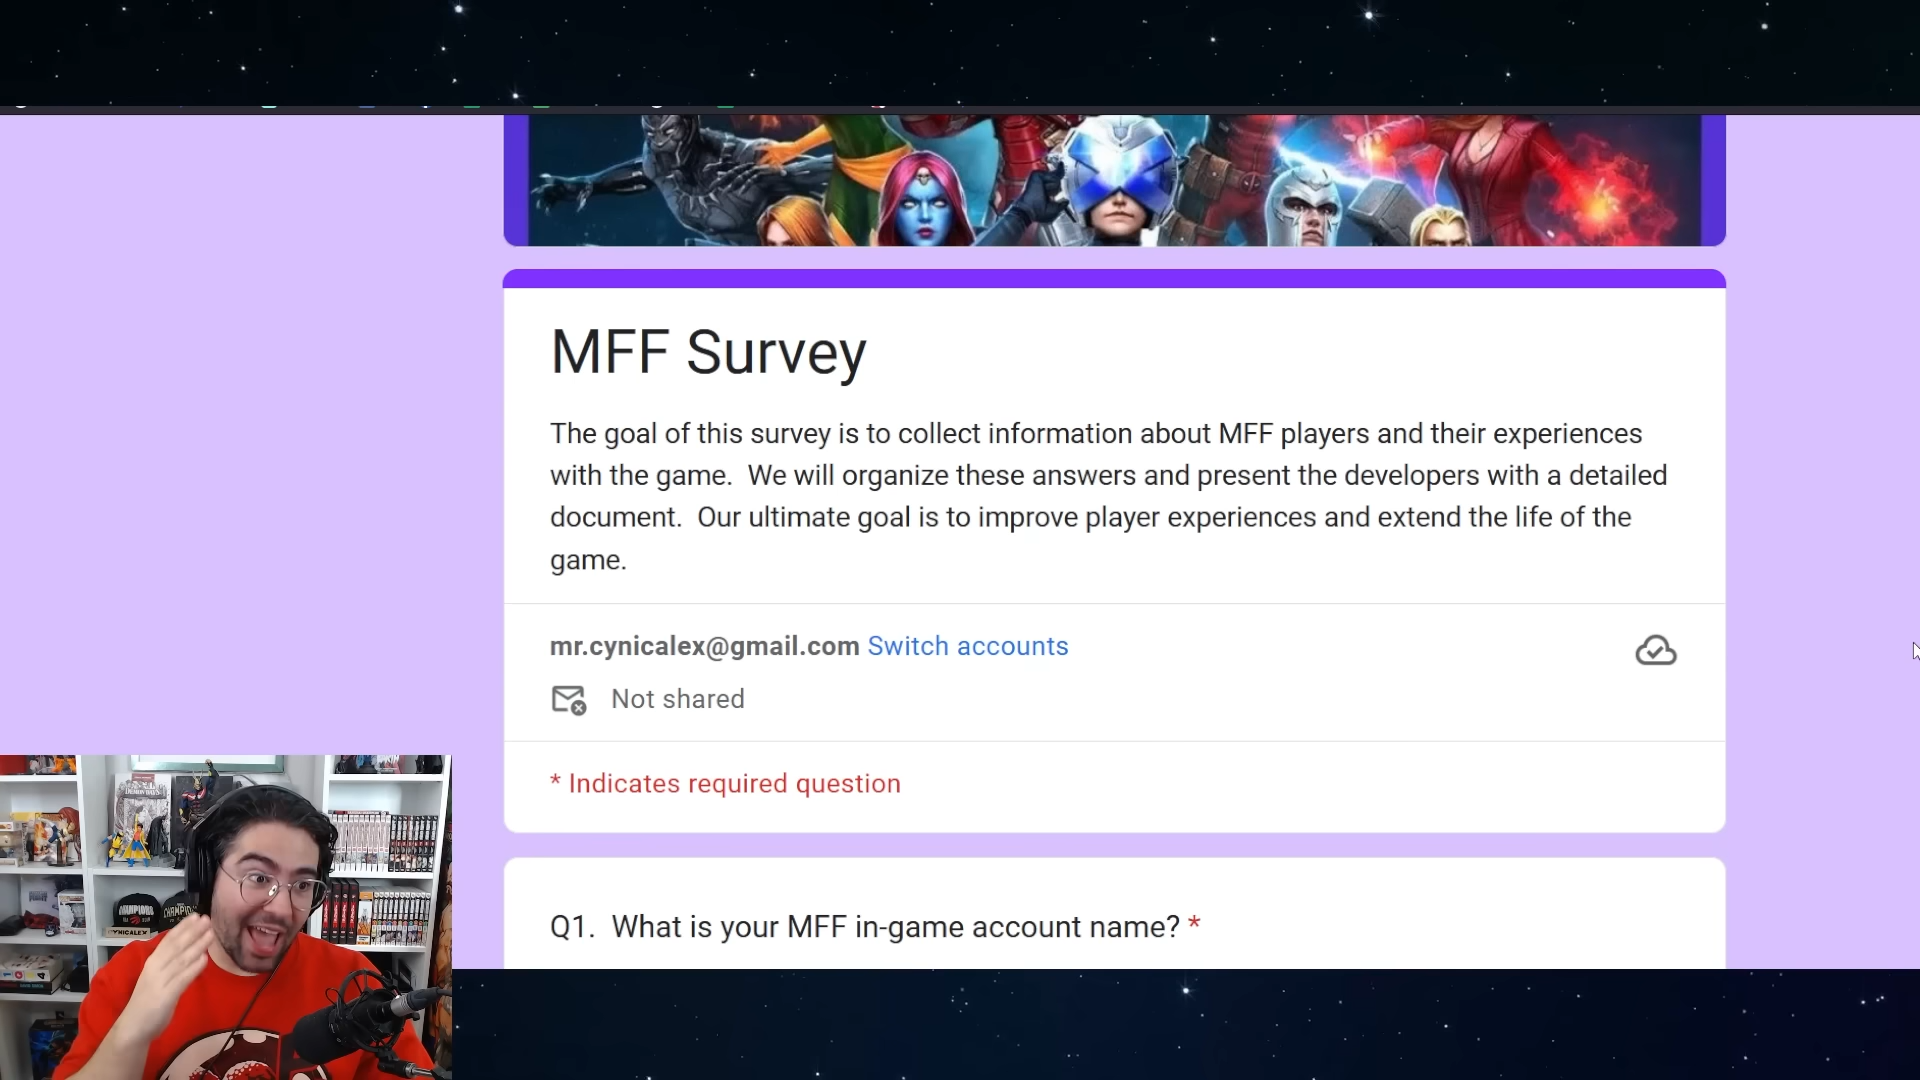 MFF Survey
The goal of this survey is to collect information about MFF players and their experiences
with the game.  We will organize these answers and present the developers with a detailed
document.  Our ultimate goal is to improve player experiences and extend the life of the
game.
mr.cynicalex@gmail.com Switch accounts
Not shared
* Indicates required question
Q1.  What is your MFF in-game account name? *
CHAMPIONS
CYNICALEX